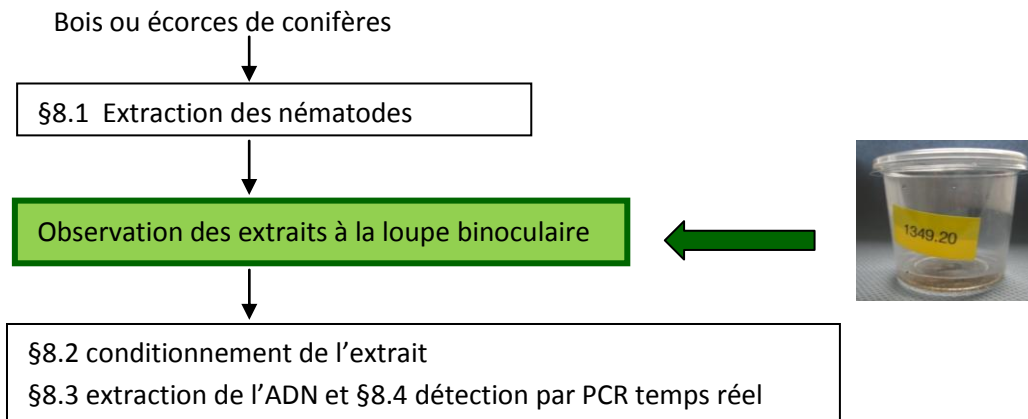 Bois ou écorces de conifères
§8.1 Extraction des nématodes
Observation des extraits à la loupe binoculaire
1349.20
§8.2 conditionnement de l’extrait
§8.3 extraction de l’ADN et §8.4 détection par PCR temps réel